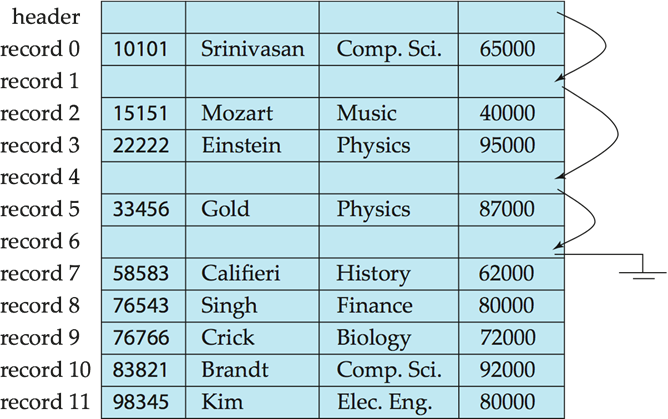 header
record 0 10101 Srinivasan Comp. Sci. 65000
record 1
record 2 15151 Mozart Music 40000
record 3 22222 Einstein Physics 95000
record 4
record 5 33456 Gold Physics 87000
record 6
record 7 58583 Califieri History 62000
record 8 76543 Singh Finance 80000
record 9 76766 Crick Biology 72000
record 10 83821 Brandt Comp. Sci. 92000
record 11 98345 Kim Elec. Eng. 80000